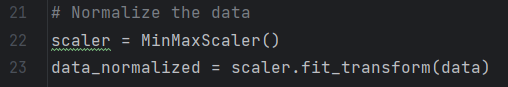 21 # Normalize the data
22 scaler = MinMaxScaler()
23 data_normalized = scaler.fit_transform(data)